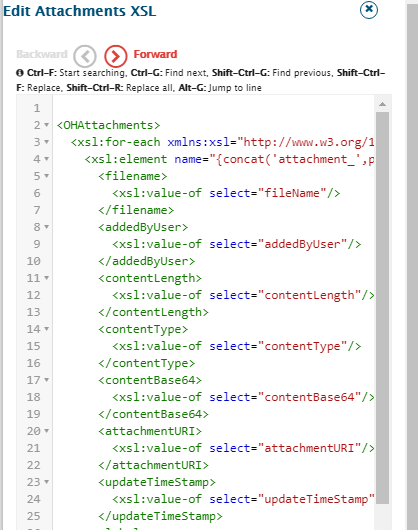 Edit Attachments XSL
Backward Forward
Ctrl-F: Start searching, Ctrl-G: Find next, Shift-Ctrl-G: Find previous, Shift-Ctrl-
F: Replace, Shift-Ctrl-R: Replace all, Alt-G: Jump to line
1
2 <OHAttachments>
3 <xsl:for-each xmlns:xsl="http://www.w3.org/1
4 <xsl:element name="{concat('attachment_',p
5 <filename>
6 <xsl:value-of select="fileName"/>
7 </filename>
8 <addedByUser>
9 <xsl:value-of select="addedByUser"/>
10 </addedByUser>
11 <contentLength>
12 <xsl:value-of select="contentLength"/>
13 </contentLength>
14 <contentType>
15 <xsl:value-of select="contentType"/>
16 </contentType>
17 <contentBase64>
18 <xsl:value-of select="contentBase64"/>
19 </contentBase64>
20 <attachmentURI>
21 <xsl:value-of select="attachmentURI"/>
22 </attachmentURI>
23 <updateTimeStamp>
24 <xsl:value-of select="updateTimeStamp"
25 </updateTimeStamp>